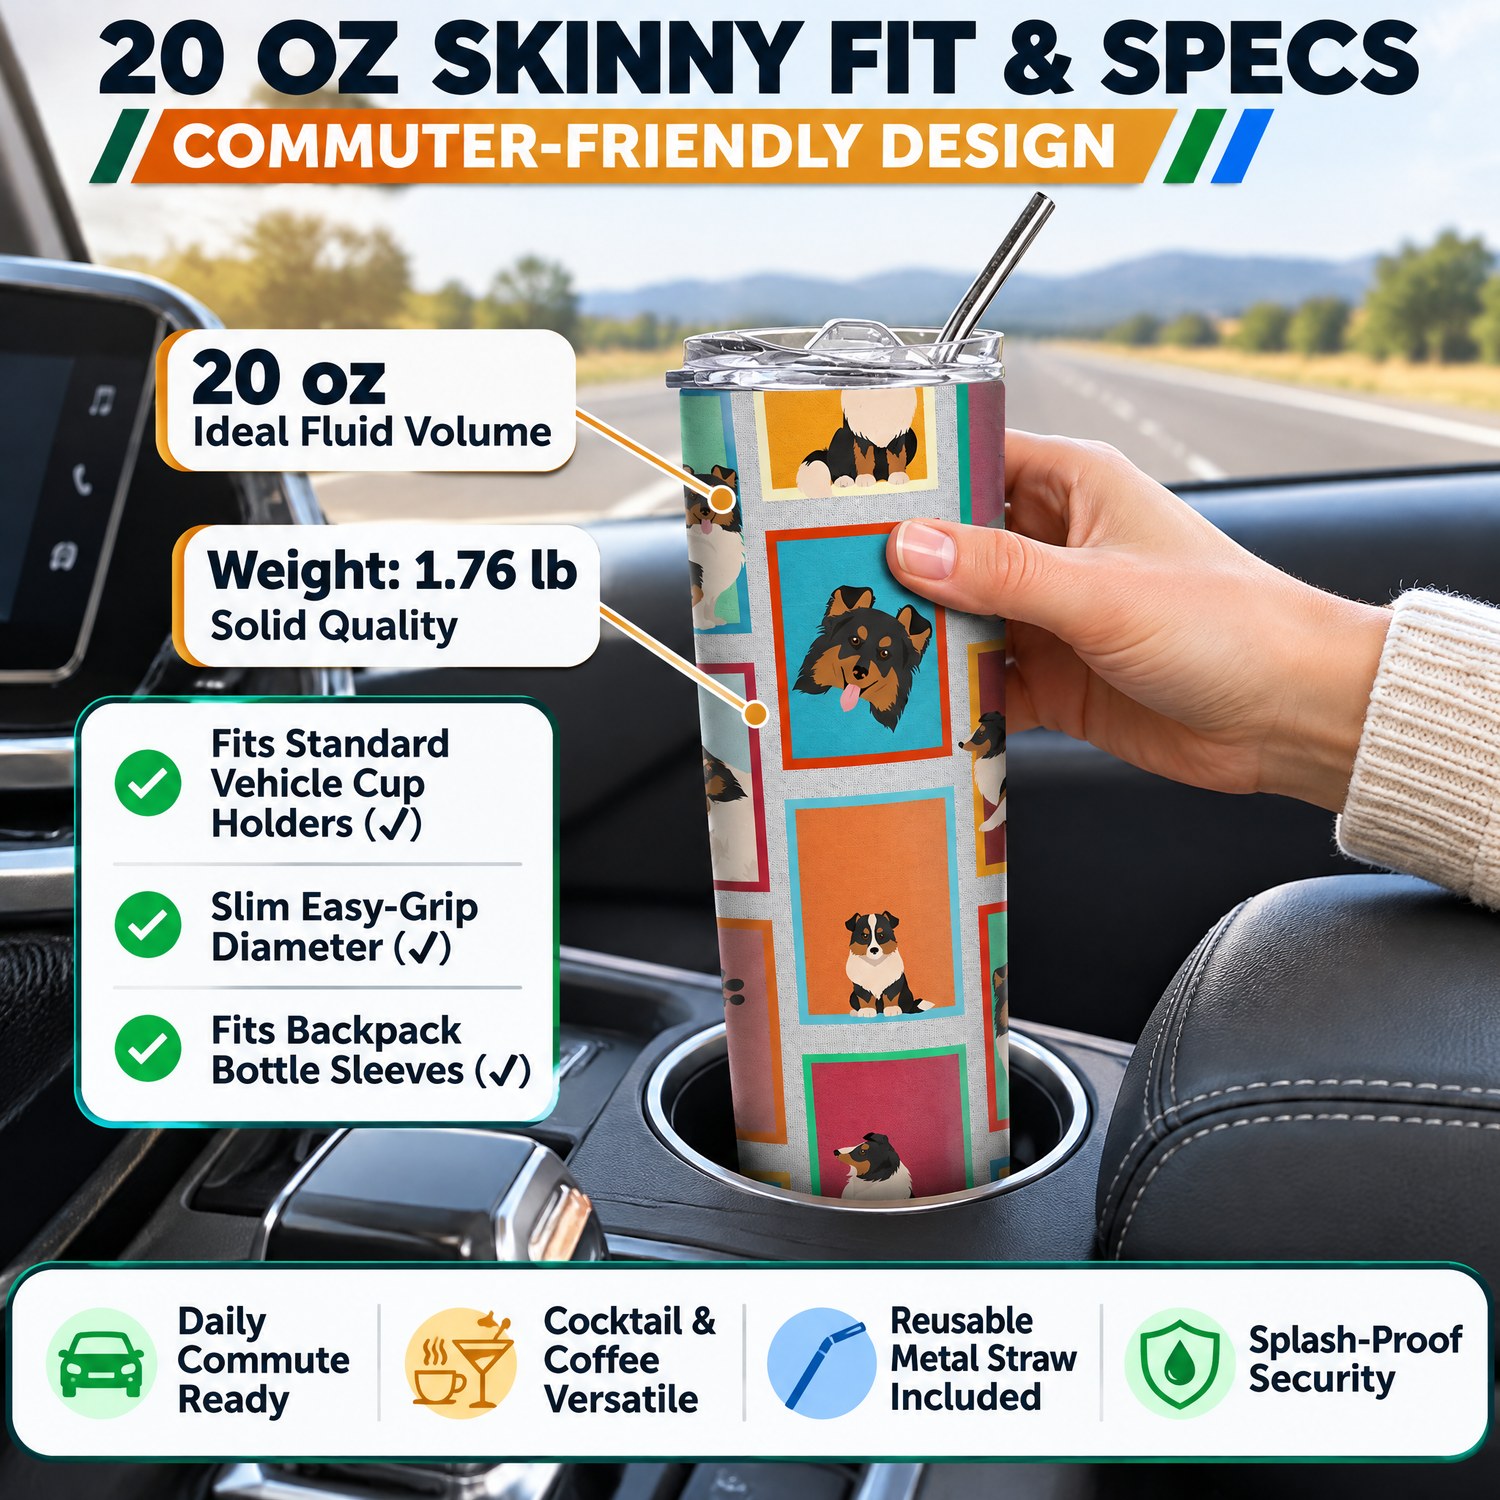 20 OZ SKINNY FIT & SPECS
COMMUTER-FRIENDLY DESIGN
20 oz
Ideal Fluid Volume
Weight: 1.76 lb
Solid Quality
Fits Standard
Vehicle Cup
Holders (✓)
Slim Easy-Grip
Diameter (✓)
Fits Backpack
Bottle Sleeves (✓)
Daily
Commute
Ready
Cocktail &
Coffee
Versatile
Reusable
Metal Straw
Included
Splash-Proof
Security